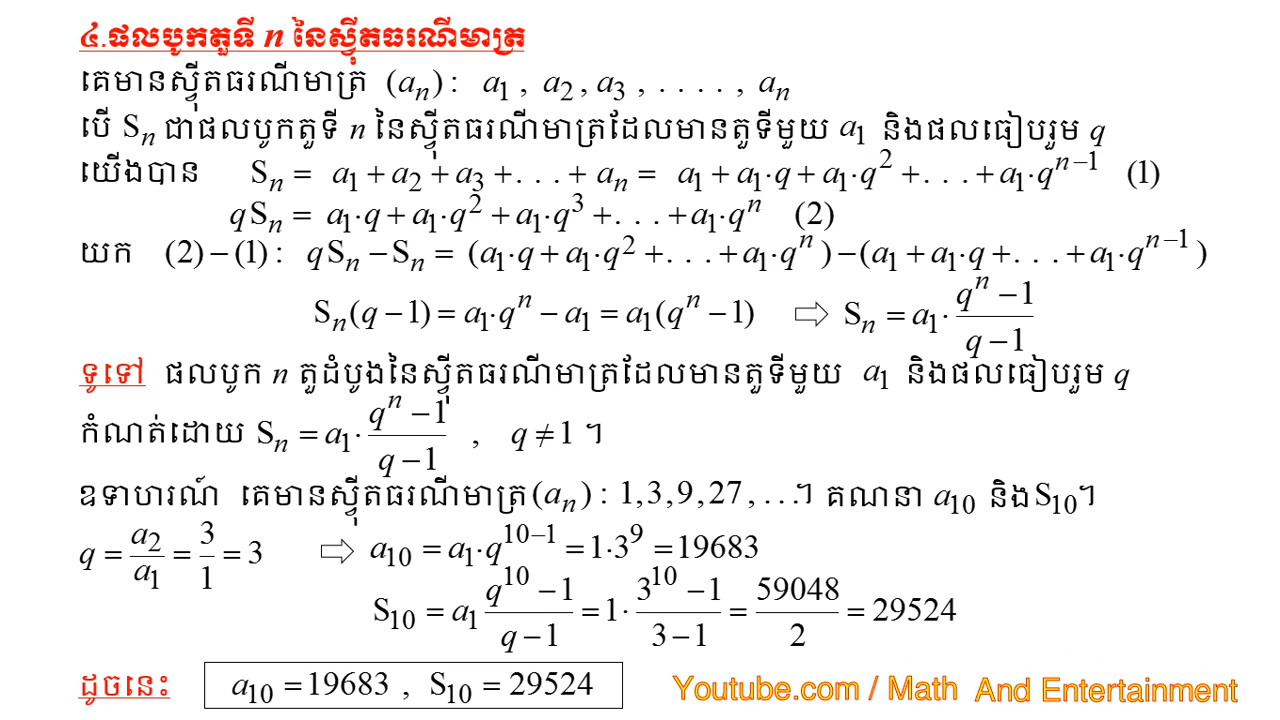 ៤.ផលបូកតួទី n នៃស្វ៊ីតធរណីមាត្រ
គេមានស្វ៊ីតធរណីមាត្រ (aₙ) : a₁ , a₂ , a₃ , . . . . , aₙ
បើ Sₙ ជាផលបូកតួទី n នៃស្វ៊ីតធរណីមាត្រដែលមានតួទីមួយ a₁ និងផលធៀបរួម q
យើងបាន Sₙ = a₁ + a₂ + a₃ + . . . + aₙ = a₁ + a₁·q + a₁·q² + . . . + a₁·qⁿ⁻¹ (1)
qSₙ = a₁·q + a₁·q² + a₁·q³ + . . . + a₁·qⁿ (2)
យក (2) – (1) : qSₙ – Sₙ = (a₁·q + a₁·q² + . . . + a₁·qⁿ ) – (a₁ + a₁·q + . . . + a₁·qⁿ⁻¹ )
Sₙ(q – 1) = a₁·qⁿ – a₁ = a₁(qⁿ – 1) ⇨ Sₙ = a₁· (qⁿ – 1)/(q – 1)
ទូទៅ ផលបូក n តួដំបូងនៃស្វ៊ីតធរណីមាត្រដែលមានតួទីមួយ a₁ និងផលធៀបរួម q
កំណត់ដោយ Sₙ = a₁· (qⁿ – 1)/(q – 1) , q ≠ 1 ។
ឧទាហរណ៍ គេមានស្វ៊ីតធរណីមាត្រ (aₙ) : 1,3,9,27, …។ គណនា a₁₀ និង S₁₀។
q = a₂/a₁ = 3/1 = 3 ⇨ a₁₀ = a₁·q¹⁰⁻¹ = 1·3⁹ = 19683
S₁₀ = a₁ (q¹⁰ – 1)/(q – 1) = 1· (3¹⁰ – 1)/(3 – 1) = 59048/2 = 29524
ដូចនេះ a₁₀ = 19683 , S₁₀ = 29524
Youtube.com / Math And Entertainment